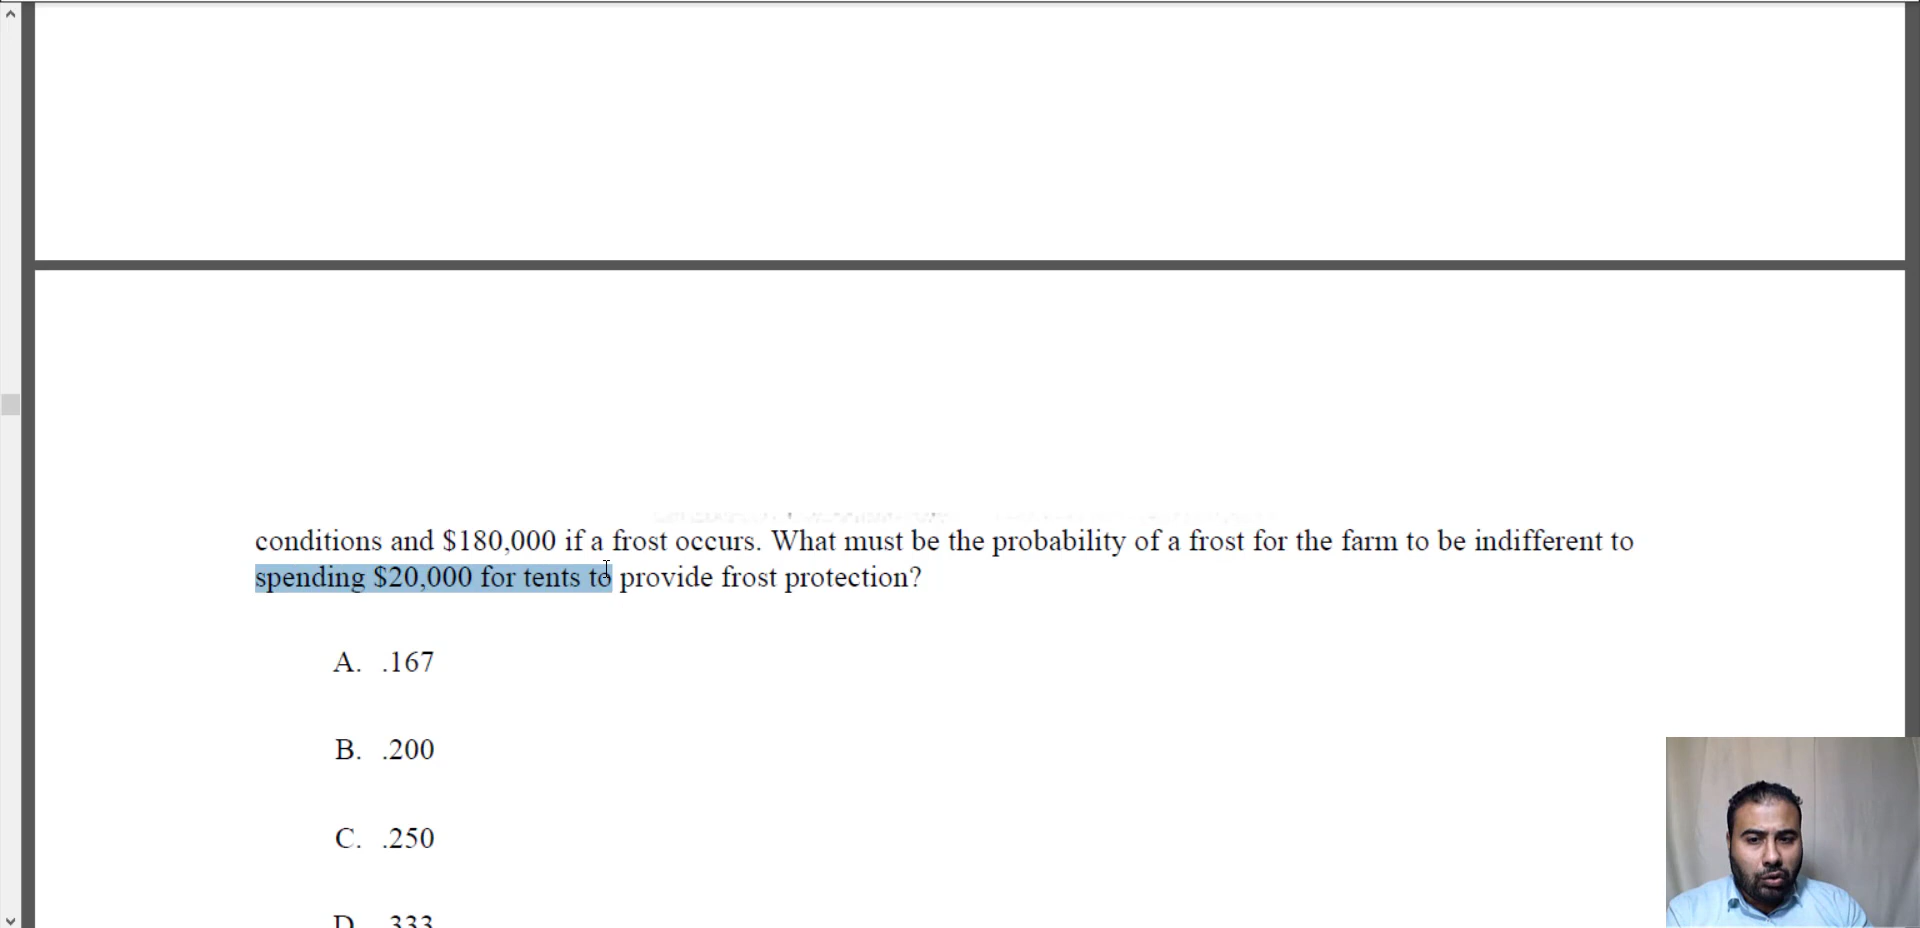 conditions and $180,000 if a frost occurs. What must be the probability of a frost for the farm to be indifferent to
spending $20,000 for tents to provide frost protection?
A. .167
B. .200
C. .250
D. .333